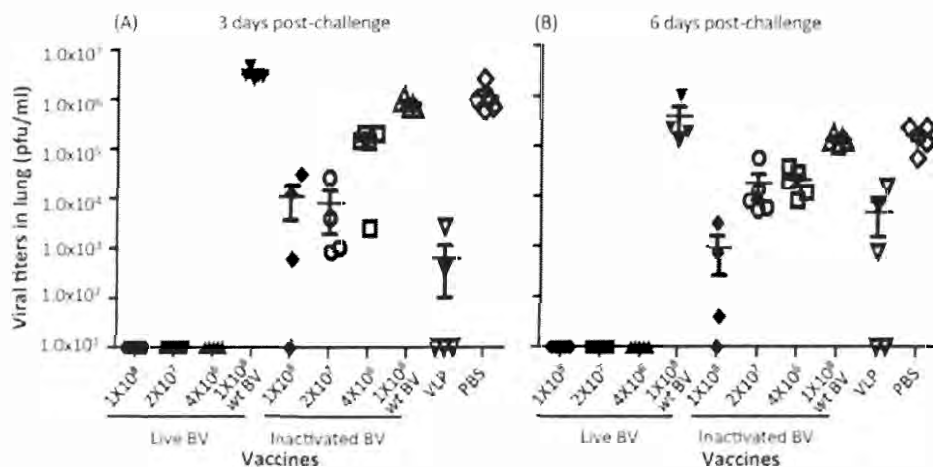 (A) 3 days post-challenge
(B) 6 days post-challenge
Viral titers in lung (pfu/ml)
1.0x10⁷
1.0x10⁶
1.0x10⁵
1.0x10⁴
1.0x10³
1.0x10²
1.0x10¹
1X10⁸
2X10⁷
4X10⁶
1X10⁸ wt BV
1X10⁸
2X10⁷
4X10⁶
1X10⁸ wt BV
VLP
PBS
Live BV
Inactivated BV
Vaccines
2X10⁷
4X10⁶
1X10⁸ wt BV
1X10⁸
2X10⁷
4X10⁶
1X10⁸ wt BV
VLP
PBS
Live BV
Inactivated BV
Vaccines